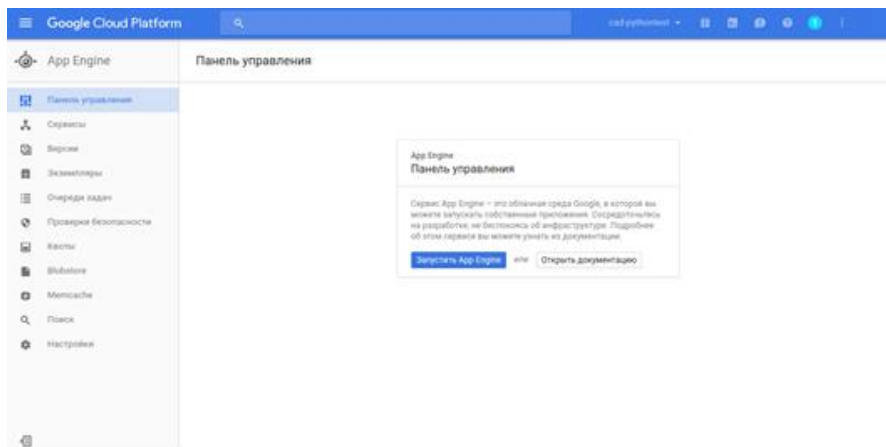 Google Cloud Platform
App Engine
Панель управления
Панель управления
Сервисы
Версии
Экземпляры
Очереди задач
Проверки безопасности
Квоты
Blobstore
Memcache
Поиск
Настройки
App Engine
Панель управления
Сервис App Engine – это облачная среда Google, в которой вы
можете запускать собственные приложения. Сосредоточьтесь
на разработке, не беспокоясь об инфраструктуре. Подробнее
об этом сервисе вы можете узнать из документации.
Запустить App Engine или Открыть документацию